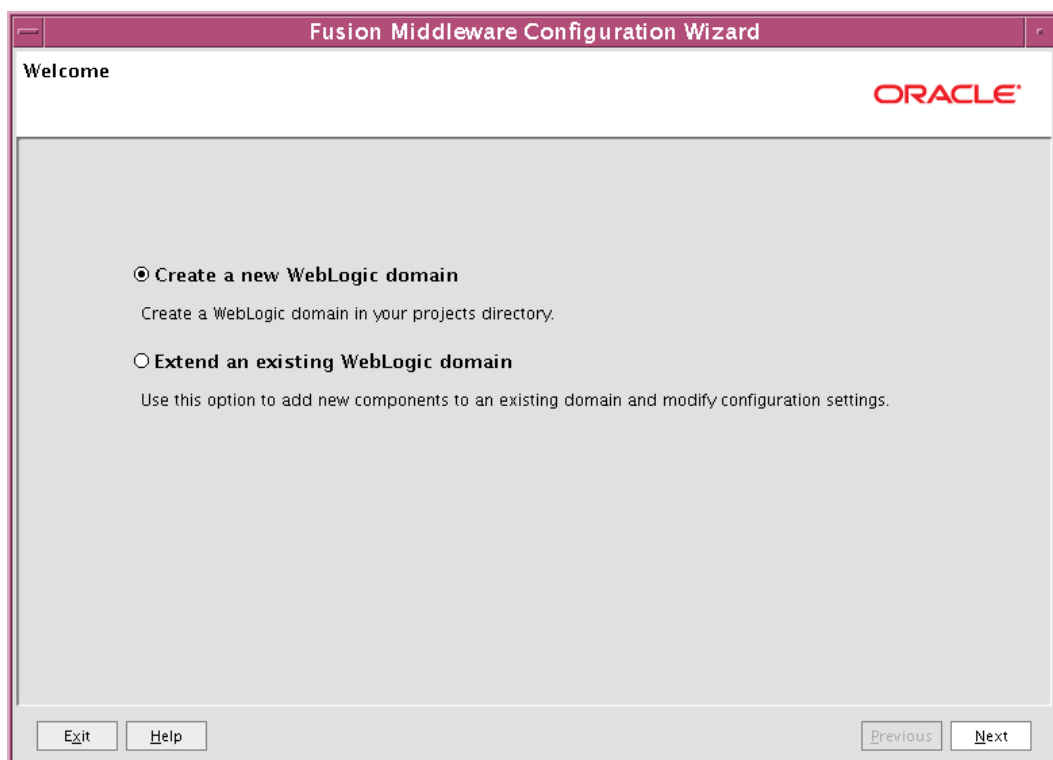 Fusion Middleware Configuration Wizard
Welcome
ORACLE
Create a new WebLogic domain
Create a WebLogic domain in your projects directory.
Extend an existing WebLogic domain
Use this option to add new components to an existing domain and modify configuration settings.
Exit Help Previous Next